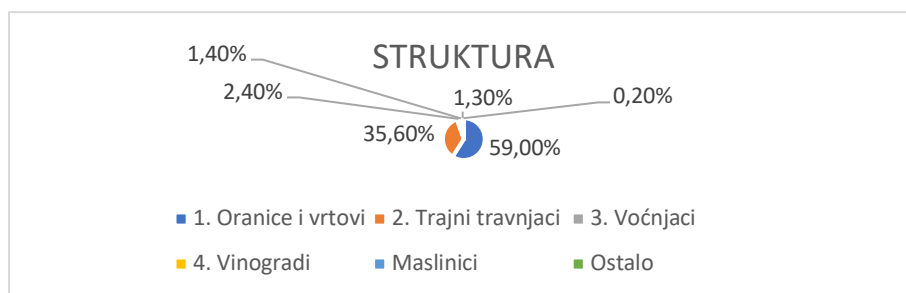 STRUKTURA
1,40%
2,40%
1,30%
0,20%
35,60%
59,00%
1. Oranice i vrtovi 2. Trajni travnjaci 3. Voćnjaci
4. Vinogradi Maslinici Ostalo